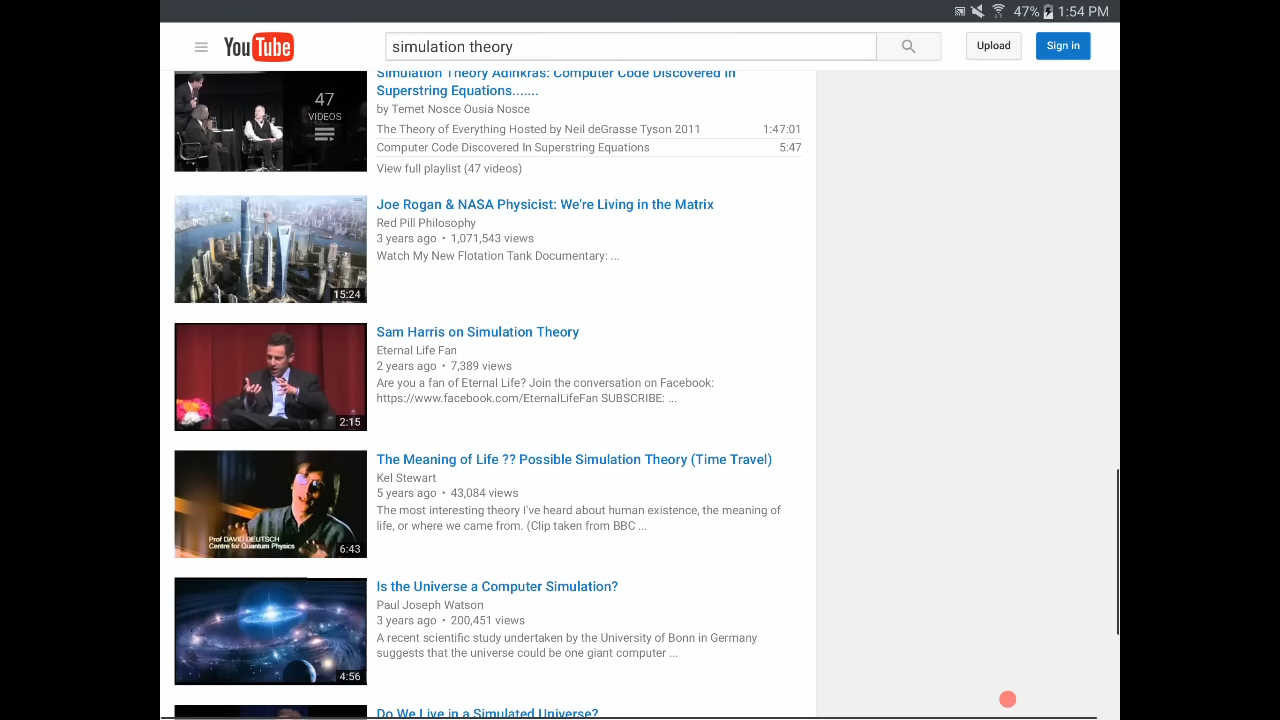 47% 1:54 PM
YouTube
simulation theory
Upload
Sign in
Simulation Theory Adinkras: Computer Code Discovered In
Superstring Equations.......
by Temet Nosce Ousia Nosce
The Theory of Everything Hosted by Neil deGrasse Tyson 2011 1:47:01
Computer Code Discovered In Superstring Equations 5:47
View full playlist (47 videos)
47
VIDEOS
Joe Rogan & NASA Physicist: We're Living in the Matrix
Red Pill Philosophy
3 years ago • 1,071,543 views
Watch My New Flotation Tank Documentary: ...
15:24
Sam Harris on Simulation Theory
Eternal Life Fan
2 years ago • 7,389 views
Are you a fan of Eternal Life? Join the conversation on Facebook:
https://www.facebook.com/EternalLifeFan SUBSCRIBE: ...
2:15
The Meaning of Life ?? Possible Simulation Theory (Time Travel)
Kel Stewart
5 years ago • 43,084 views
The most interesting theory I've heard about human existence, the meaning of
life, or where we came from. (Clip taken from BBC ...
Prof DAVID DEUTSCH
Centre for Quantum Physics
6:43
Is the Universe a Computer Simulation?
Paul Joseph Watson
3 years ago • 200,451 views
A recent scientific study undertaken by the University of Bonn in Germany
suggests that the universe could be one giant computer ...
4:56
Do We Live in a Simulated Universe?